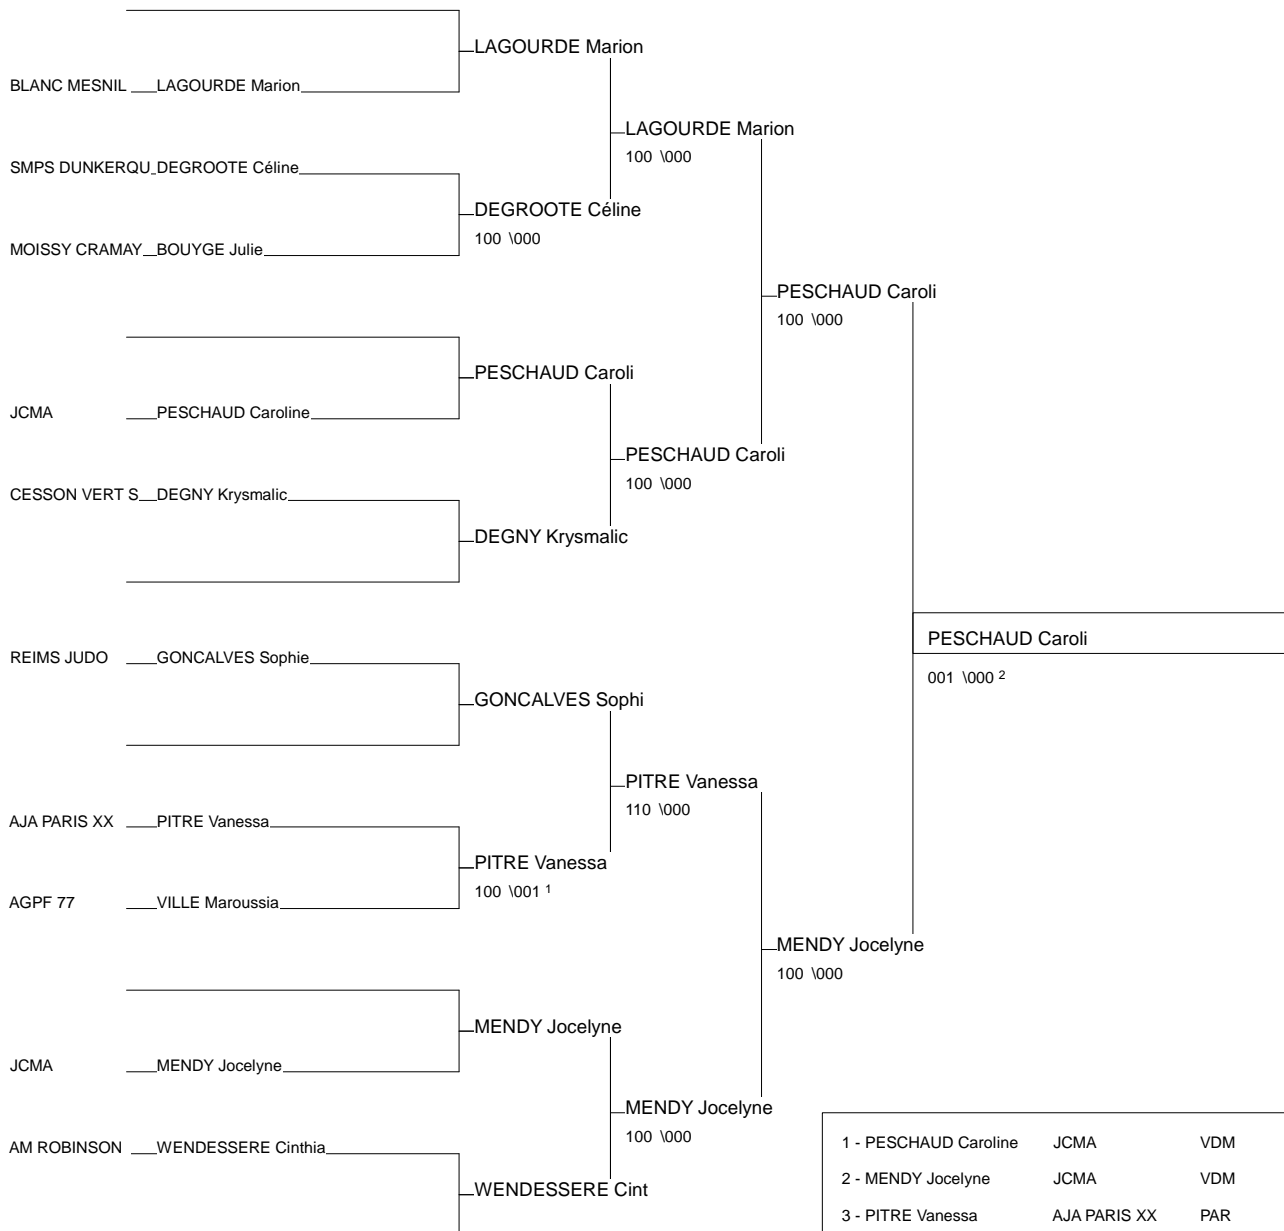 LAGOURDE Marion
BLANC MESNIL LAGOURDE Marion
LAGOURDE Marion
100 \000
SMPS DUNKERQU DEGROOTE Céline
DEGROOTE Céline
100 \000
MOISSY CRAMAY BOUYGE Julie
PESCHAUD Caroli
100 \000
PESCHAUD Caroli
JCMA PESCHAUD Caroline
PESCHAUD Caroli
100 \000
CESSON VERT S DEGNY Krysmalic
DEGNY Krysmalic
PESCHAUD Caroli
001 \000 2
REIMS JUDO GONCALVES Sophie
GONCALVES Sophi
PITRE Vanessa
110 \000
AJA PARIS XX PITRE Vanessa
PITRE Vanessa
100 \001 1
AGPF 77 VILLE Maroussia
MENDY Jocelyne
100 \000
MENDY Jocelyne
JCMA MENDY Jocelyne
MENDY Jocelyne
100 \000
AM ROBINSON WENDESSERE Cinthia
WENDESSERE Cint
1 - PESCHAUD Caroline JCMA VDM
2 - MENDY Jocelyne JCMA VDM
3 - PITRE Vanessa AJA PARIS XX PAR